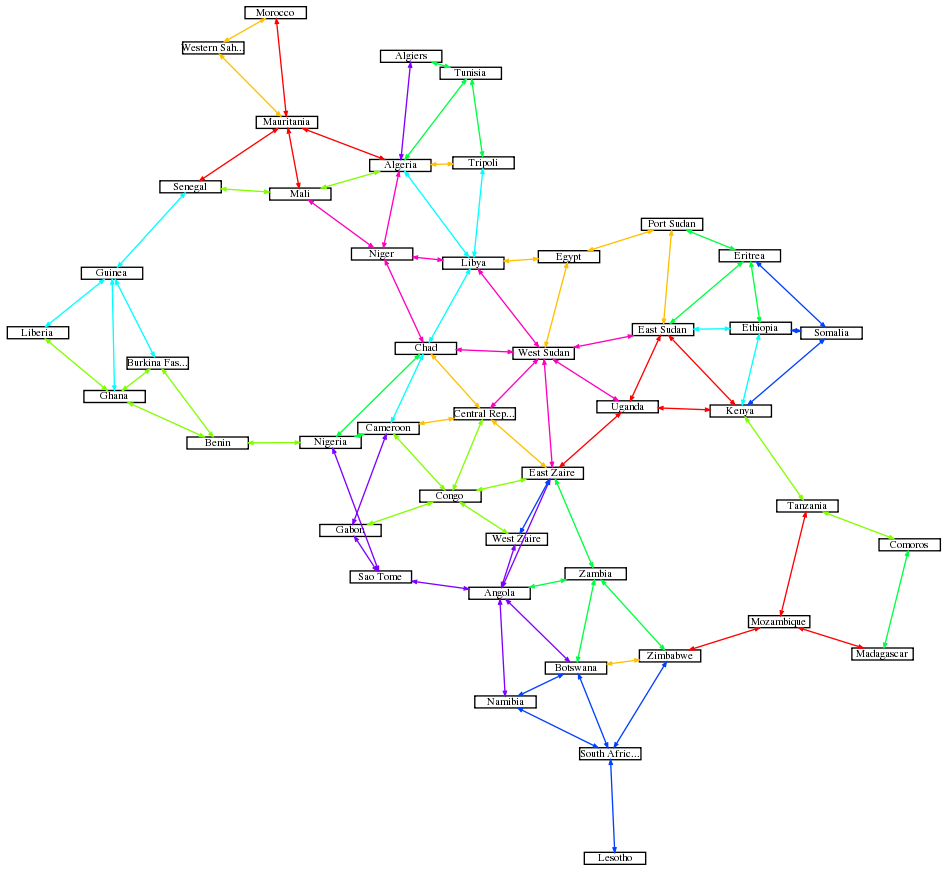 Morocco
Western Sah...
Algiers
Tunisia
Mauritania
Tripoli
Algeria
Senegal
Mali
Port Sudan
Niger
Egypt
Eritrea
Libya
Guinea
Liberia
East Sudan
Ethiopia
Somalia
Chad
West Sudan
Burkina Fas...
Ghana
Uganda
Kenya
Central Rep...
Cameroon
Benin
Nigeria
East Zaire
Congo
Tanzania
Gabon
West Zaire
Comoros
Sao Tome
Zambia
Angola
Mozambique
Madagascar
Zimbabwe
Botswana
Namibia
South Afric...
Lesotho